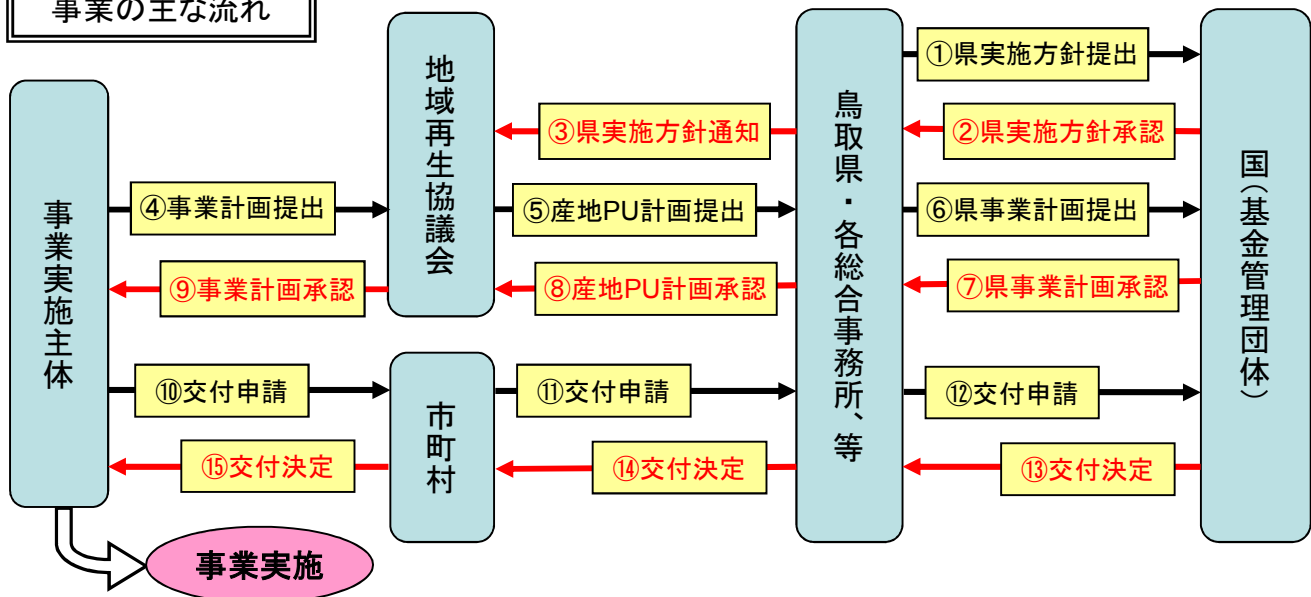 事業の主な流れ
事業実施主体
地域再生協議会
市町村
鳥取県・各総合事務所、等
国(基金管理団体)
①県実施方針提出
②県実施方針承認
③県実施方針通知
④事業計画提出
⑤産地PU計画提出
⑥県事業計画提出
⑦県事業計画承認
⑧産地PU計画承認
⑨事業計画承認
⑩交付申請
⑪交付申請
⑫交付申請
⑬交付決定
⑭交付決定
⑮交付決定
事業実施